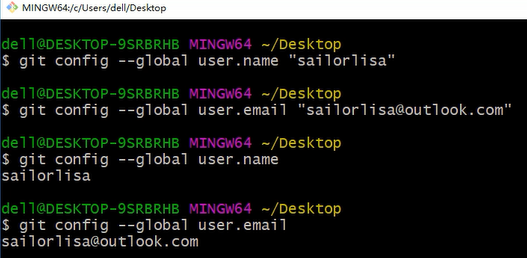 MINGW64:/c/Users/dell/Desktop
dell@DESKTOP-9SRBRHB MINGW64 ~/Desktop
$ git config --global user.name "sailorlisa"
dell@DESKTOP-9SRBRHB MINGW64 ~/Desktop
$ git config --global user.email "sailorlisa@outlook.com"
dell@DESKTOP-9SRBRHB MINGW64 ~/Desktop
$ git config --global user.name
sailorlisa
dell@DESKTOP-9SRBRHB MINGW64 ~/Desktop
$ git config --global user.email
sailorlisa@outlook.com